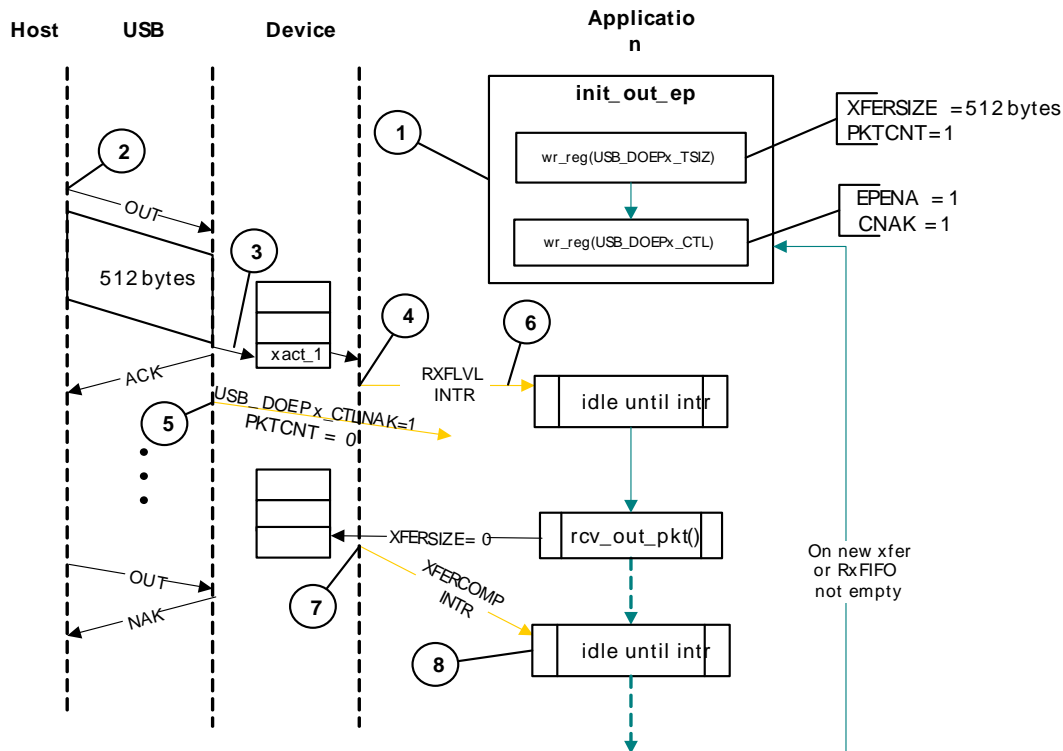 Host
USB
Device
Applicatio
n
init_out_ep
1
wr_reg(USB_DOEPx_TSIZ)
XFERSIZE =512 bytes
PKTCNT=1
2
OUT
wr_reg(USB_DOEPx_CTL)
EPENA = 1
CNAK = 1
3
512 bytes
4
6
xact_1
RXFLVL
INTR
ACK
idle until intr
5
USB_DOEPx_CTLNAK=1
PKTCNT = 0
XFERSIZE= 0
rcv_out_pkt()
On new xfer
or RxFIFO
not empty
OUT
XFERCOMP
INTR
NAK
7
8
idle until intr